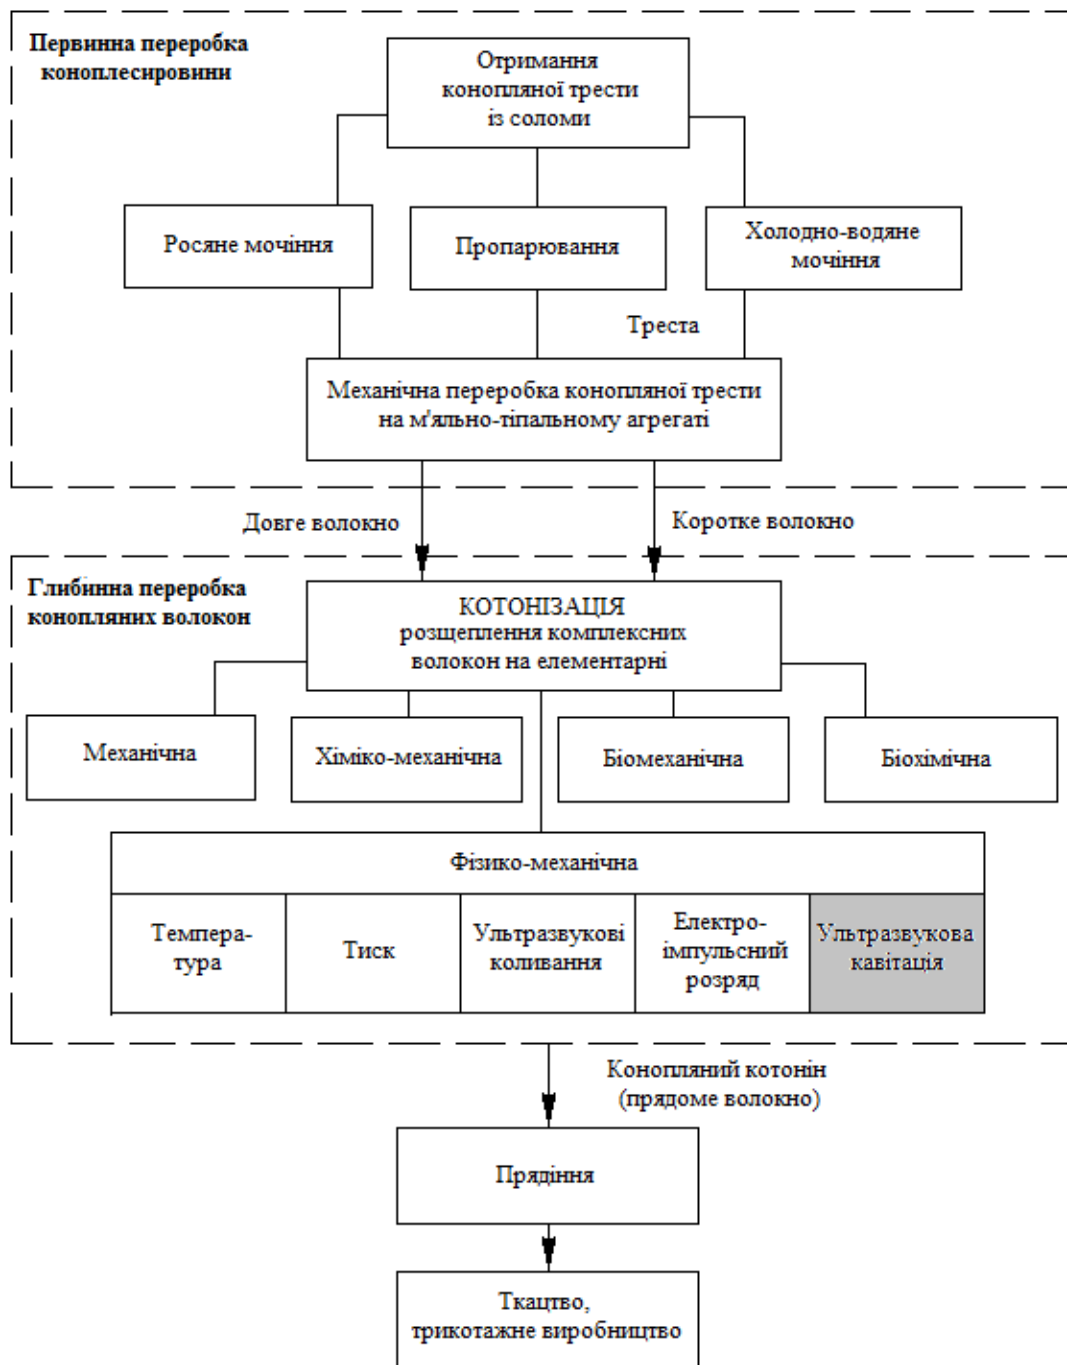 Первинна переробка
коноплесировини
Отримання
конопляної трести
із соломи
Росяне мочіння
Пропарювання
Холодно-водяне
мочіння
Треста
Механічна переробка конопляної трести
на м'яльно-тіпальному агрегаті
Довге волокно
Коротке волокно
Глибинна переробка
конопляних волокон
КОТОНІЗАЦІЯ
розщеплення комплексних
волокон на елементарні
Механічна
Хіміко-механічна
Біомеханічна
Біохімічна
Фізико-механічна
Темпера-
тура
Тиск
Ультразвукові
коливання
Електро-
імпульсний
розряд
Ультразвукова
кавітація
Конопляний котонін
(прядоме волокно)
Прядіння
Ткацтво,
трикотажне виробництво